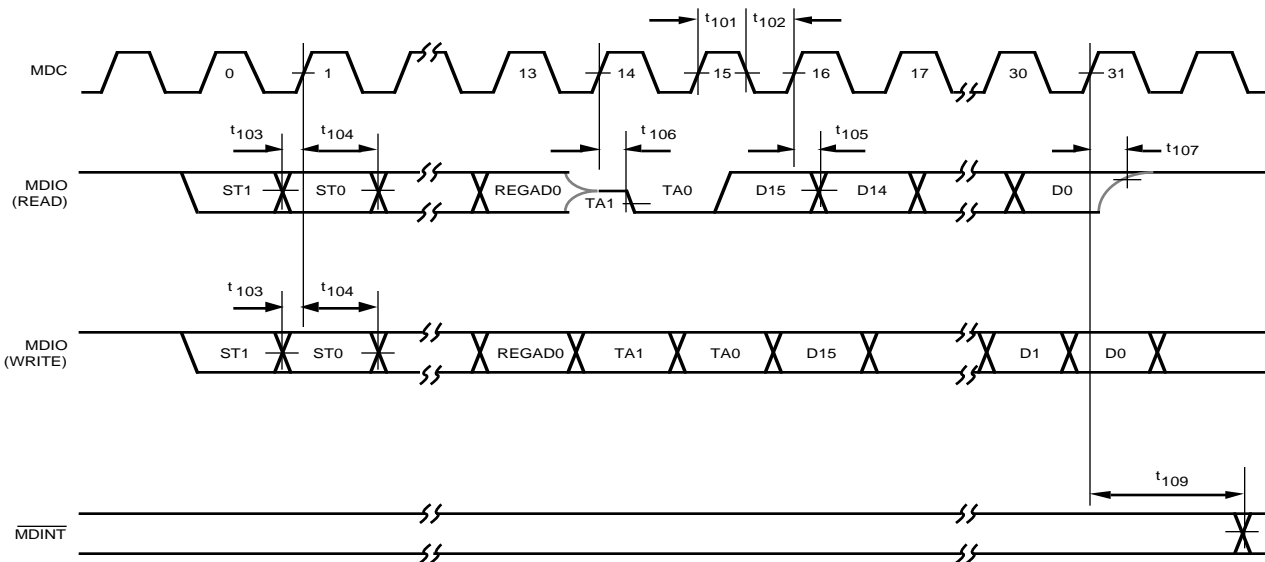 t101 t102
MDC 0 1 13 14 15 16 17 30 31
t103 t104 t106 t105 t107
MDIO (READ) ST1 ST0 REGAD0 TA1 TA0 D15 D14 D0
t103 t104
MDIO (WRITE) ST1 ST0 REGAD0 TA1 TA0 D15 D1 D0
t109
MDINT